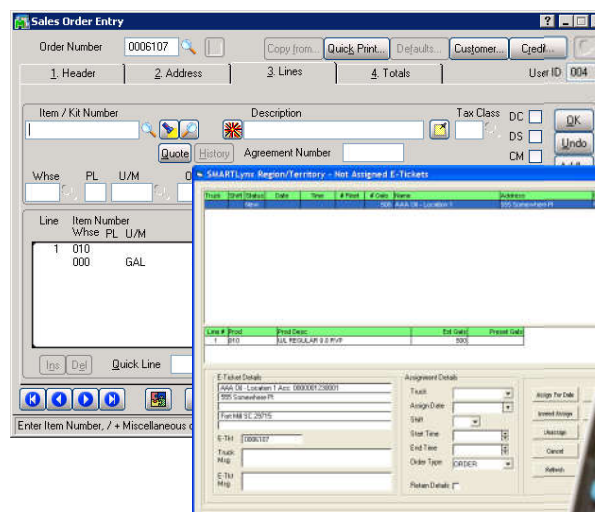 Sales Order Entry
Order Number 0006107 Copy from... Quick Print... Defaults... Customer... Credit...
1. Header 2. Address 3. Lines 4. Totals User ID 004
Item / Kit Number Description Tax Class DC OK
DS Undo
Quote History Agreement Number CM
Whse PL U/M
SMARTLynx Region/Territory - Not Assigned E-Tickets
Truck Shift Status Date Time # Gals Name Address
New 500 AAA Oil - Location 1 555 Somewhere Pl
Line Item Number
Whse PL U/M
1 010
000 GAL
Line # Prod Prod Desc Est Gals Preset Gals
1 010 U/L REGULAR 9.0 RVP 500
Ins Del Quick Line
E-Ticket Details Assignment Details
AAA Oil - Location 1 Acc: 0000001230001
555 Somewhere Pl
Fort Mill SC 29715
Truck
Assign Date
Shift
Start Time
End Time
Order Type ORDER
Return Details
E-Tkt 0006107
Truck Msg
E-Tkt Msg
Assign For Date
Invered Assign
Unassign
Cancel
Refresh
Enter Item Number, / + Miscellaneous